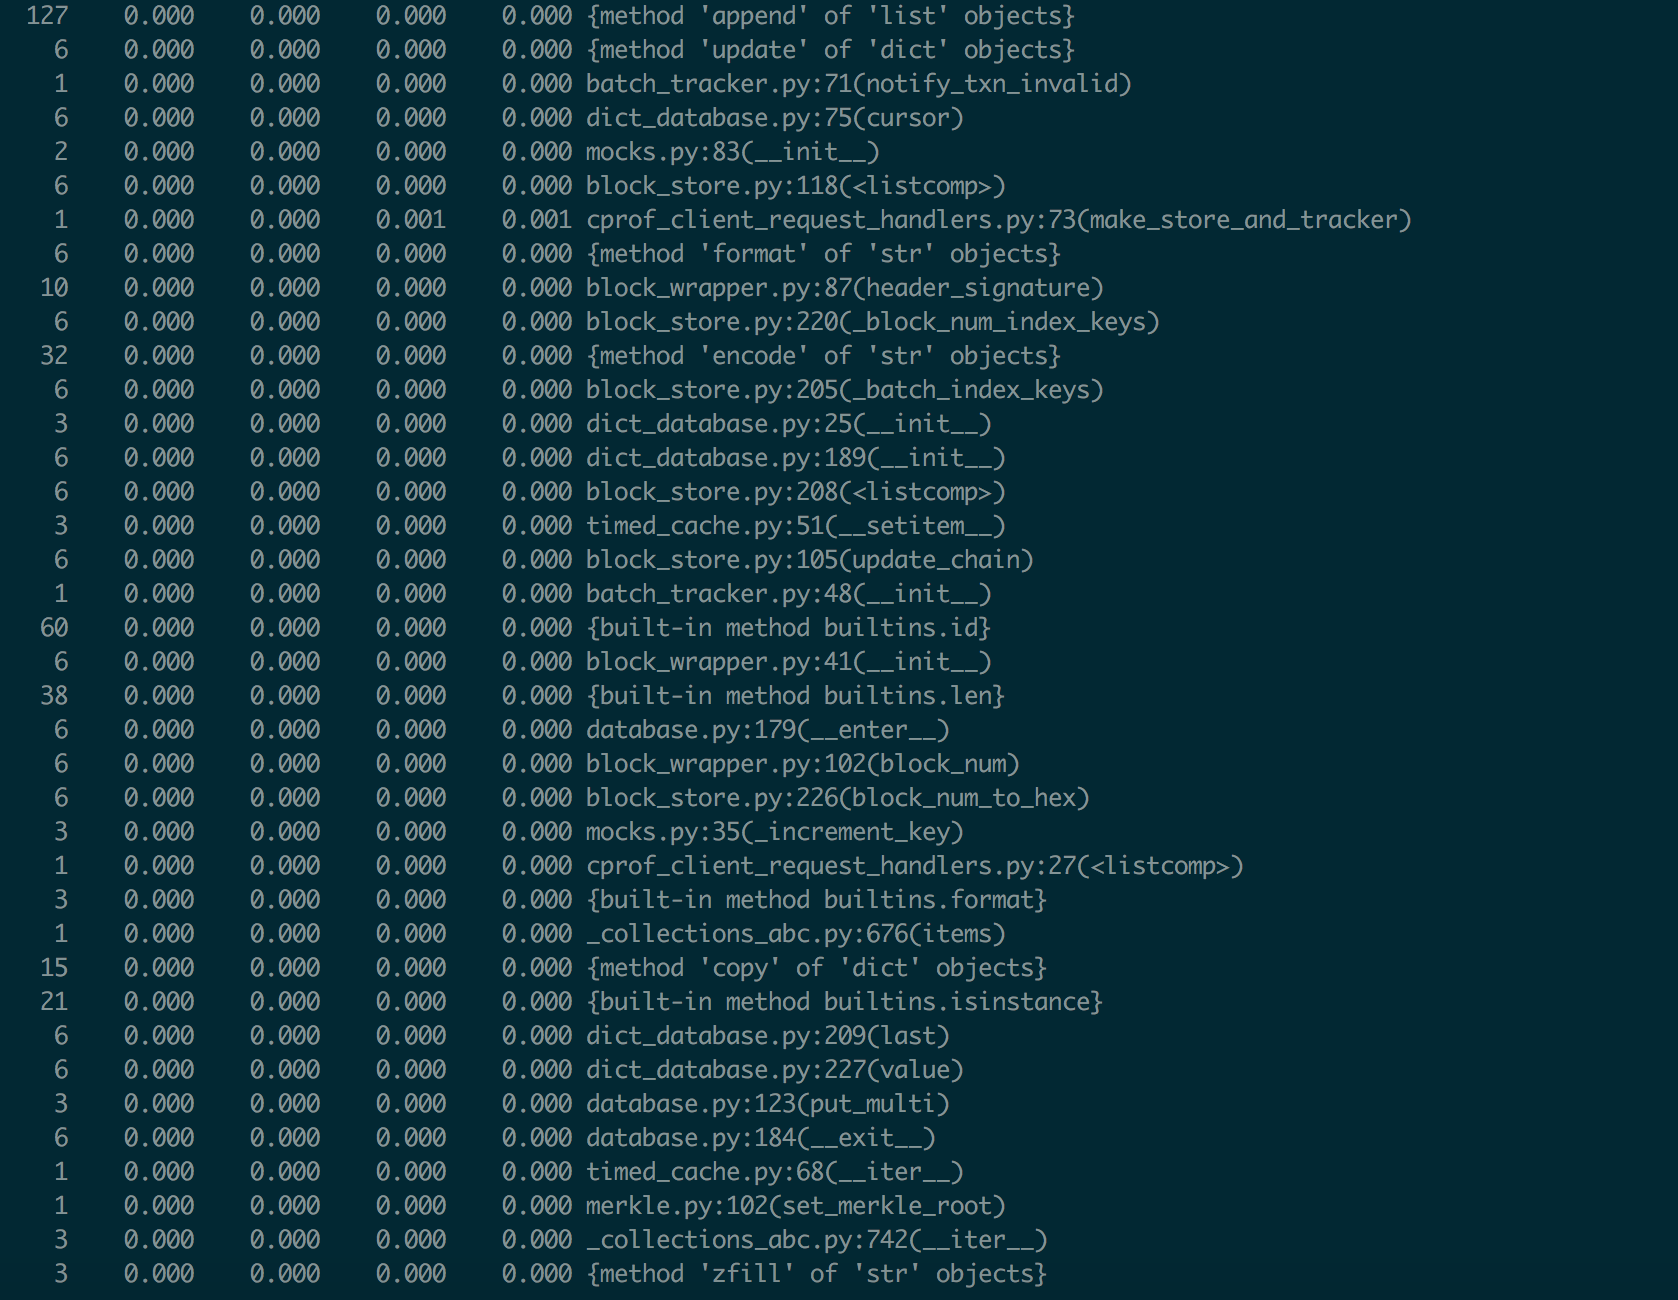 127 0.000 0.000 0.000 0.000 {method 'append' of 'list' objects}
6 0.000 0.000 0.000 0.000 {method 'update' of 'dict' objects}
1 0.000 0.000 0.000 0.000 batch_tracker.py:71(notify_txn_invalid)
6 0.000 0.000 0.000 0.000 dict_database.py:75(cursor)
2 0.000 0.000 0.000 0.000 mocks.py:83(__init__)
6 0.000 0.000 0.000 0.000 block_store.py:118(<listcomp>)
1 0.000 0.000 0.001 0.001 cprof_client_request_handlers.py:73(make_store_and_tracker)
6 0.000 0.000 0.000 0.000 {method 'format' of 'str' objects}
10 0.000 0.000 0.000 0.000 block_wrapper.py:87(header_signature)
6 0.000 0.000 0.000 0.000 block_store.py:220(_block_num_index_keys)
32 0.000 0.000 0.000 0.000 {method 'encode' of 'str' objects}
6 0.000 0.000 0.000 0.000 block_store.py:205(_batch_index_keys)
3 0.000 0.000 0.000 0.000 dict_database.py:25(__init__)
6 0.000 0.000 0.000 0.000 dict_database.py:189(__init__)
6 0.000 0.000 0.000 0.000 block_store.py:208(<listcomp>)
3 0.000 0.000 0.000 0.000 timed_cache.py:51(__setitem__)
6 0.000 0.000 0.000 0.000 block_store.py:105(update_chain)
1 0.000 0.000 0.000 0.000 batch_tracker.py:48(__init__)
60 0.000 0.000 0.000 0.000 {built-in method builtins.id}
6 0.000 0.000 0.000 0.000 block_wrapper.py:41(__init__)
38 0.000 0.000 0.000 0.000 {built-in method builtins.len}
6 0.000 0.000 0.000 0.000 database.py:179(__enter__)
6 0.000 0.000 0.000 0.000 block_wrapper.py:102(block_num)
6 0.000 0.000 0.000 0.000 block_store.py:226(block_num_to_hex)
3 0.000 0.000 0.000 0.000 mocks.py:35(_increment_key)
1 0.000 0.000 0.000 0.000 cprof_client_request_handlers.py:27(<listcomp>)
3 0.000 0.000 0.000 0.000 {built-in method builtins.format}
1 0.000 0.000 0.000 0.000 _collections_abc.py:676(items)
15 0.000 0.000 0.000 0.000 {method 'copy' of 'dict' objects}
21 0.000 0.000 0.000 0.000 {built-in method builtins.isinstance}
6 0.000 0.000 0.000 0.000 dict_database.py:209(last)
6 0.000 0.000 0.000 0.000 dict_database.py:227(value)
3 0.000 0.000 0.000 0.000 database.py:123(put_multi)
6 0.000 0.000 0.000 0.000 database.py:184(__exit__)
1 0.000 0.000 0.000 0.000 timed_cache.py:68(__iter__)
1 0.000 0.000 0.000 0.000 merkle.py:102(set_merkle_root)
3 0.000 0.000 0.000 0.000 _collections_abc.py:742(__iter__)
3 0.000 0.000 0.000 0.000 {method 'zfill' of 'str' objects}